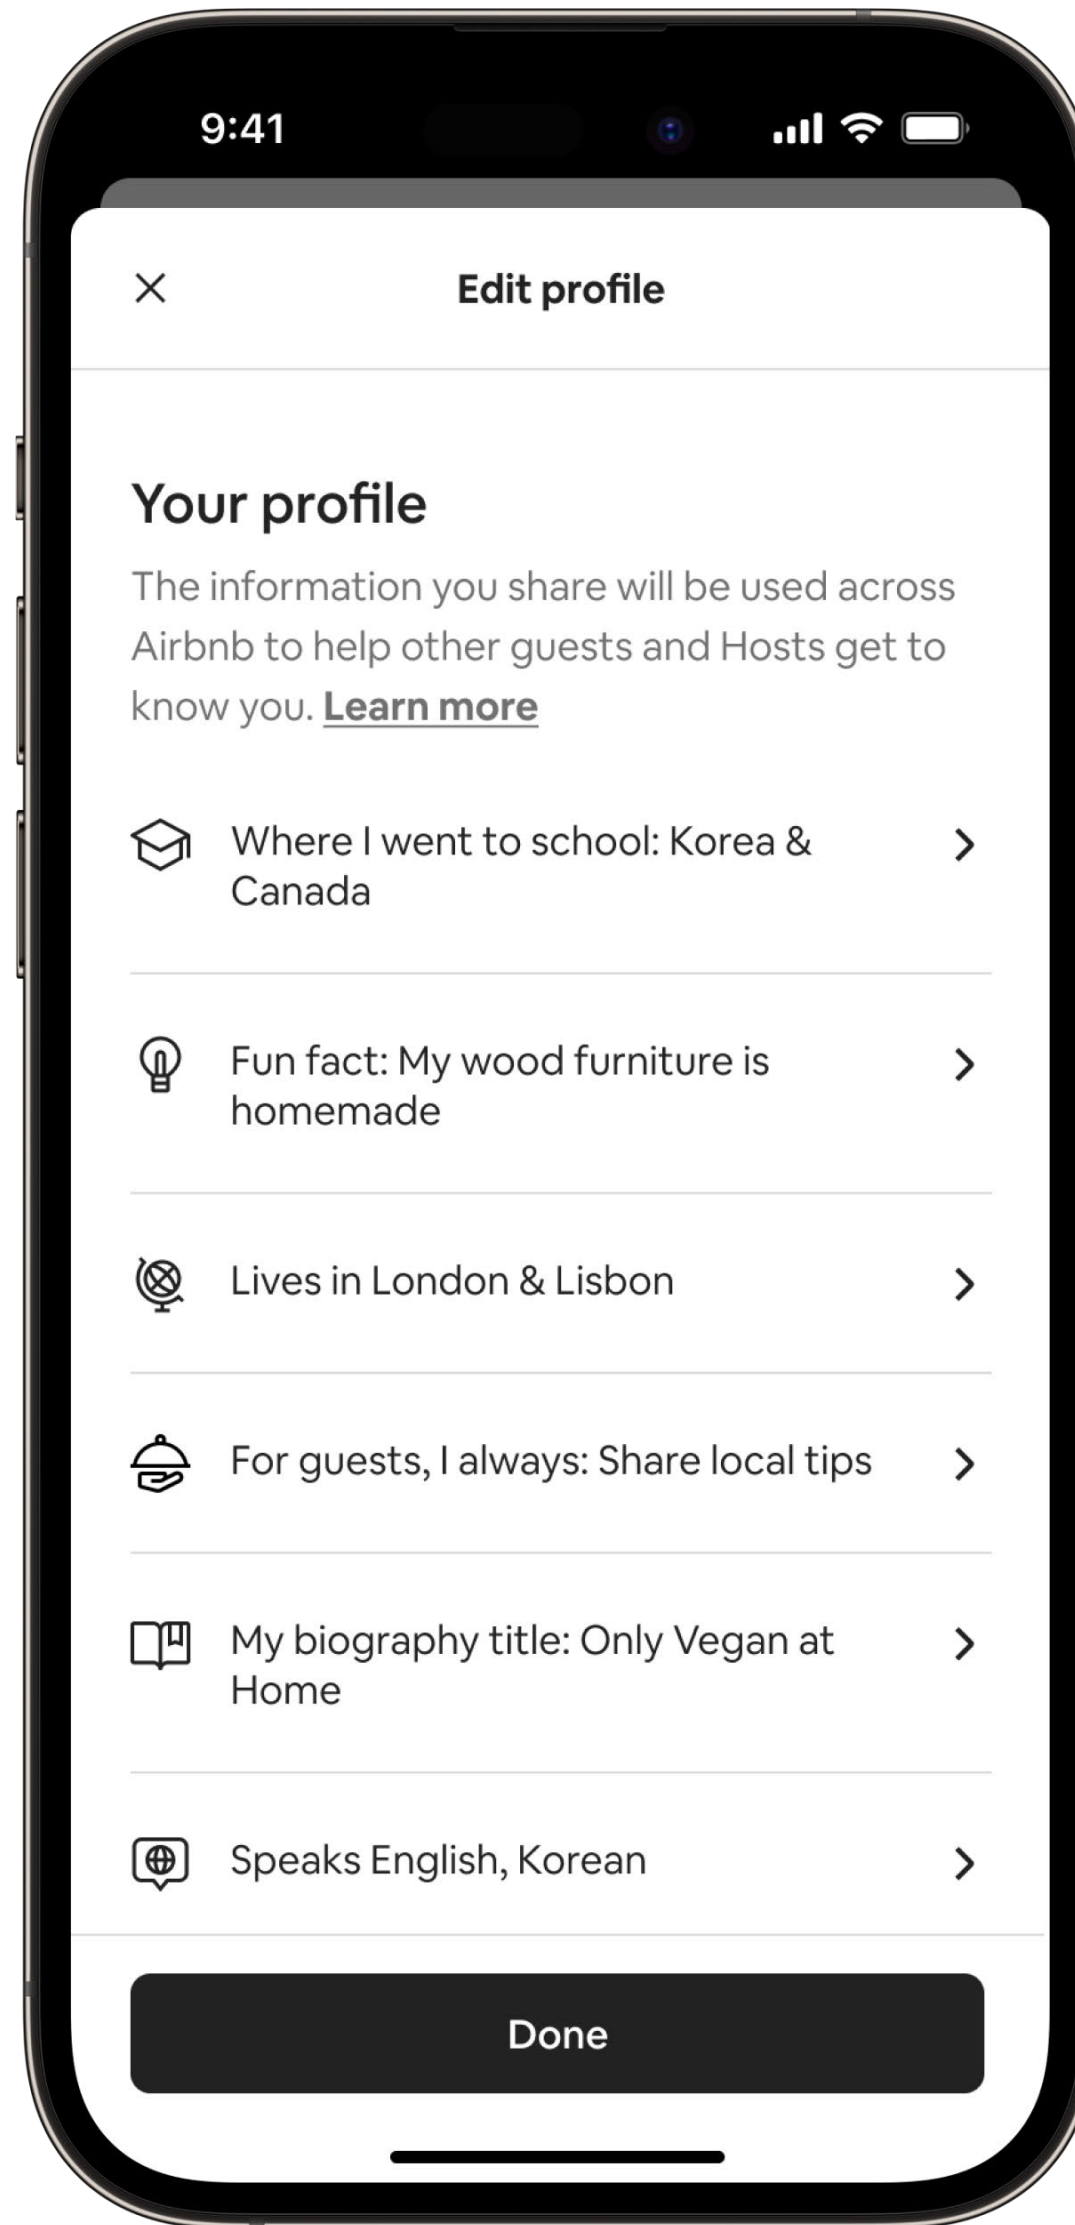 9:41
Edit profile
Your profile
The information you share will be used across
Airbnb to help other guests and Hosts get to
know you. Learn more
Where I went to school: Korea &
Canada
Fun fact: My wood furniture is
homemade
Lives in London & Lisbon
For guests, I always: Share local tips
My biography title: Only Vegan at
Home
Speaks English, Korean
Done